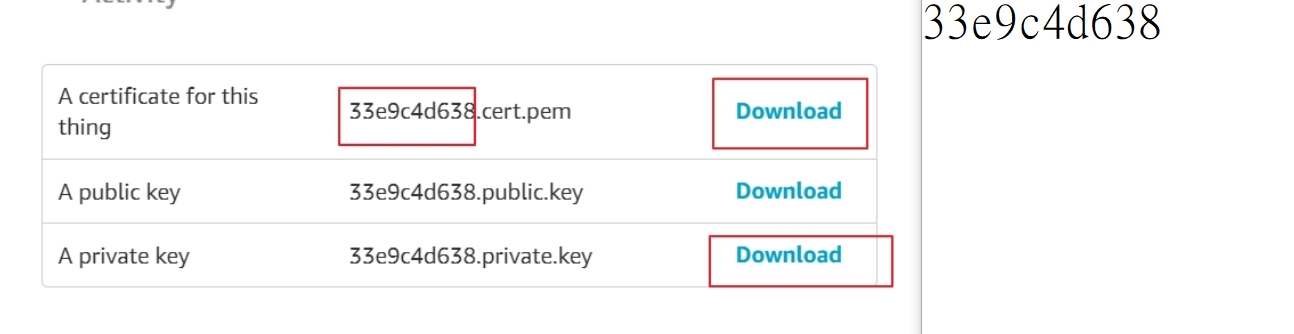 33e9c4d638
A certificate for this
thing
33e9c4d638.cert.pem
Download
A public key
33e9c4d638.public.key
Download
A private key
33e9c4d638.private.key
Download